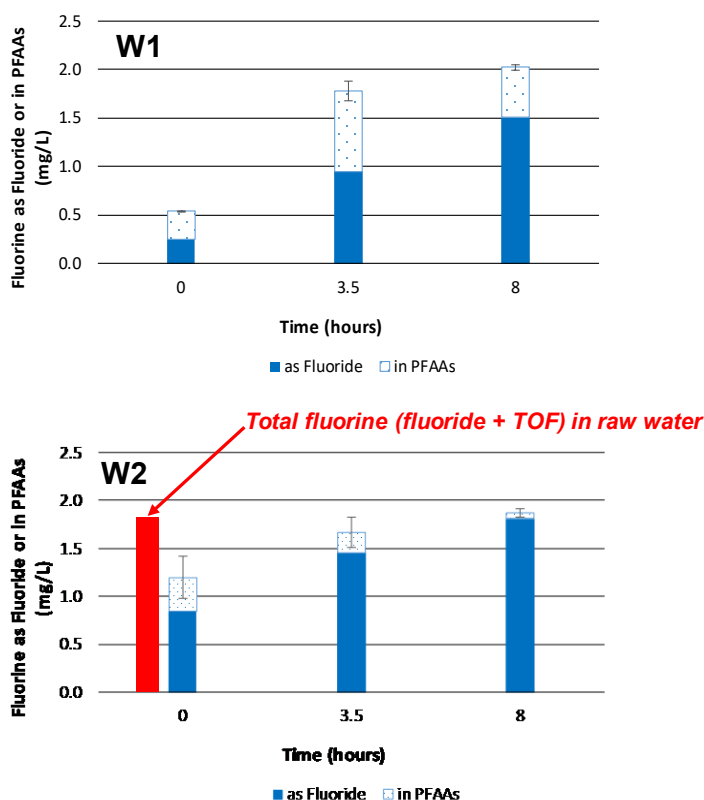 W1
Fluorine as Fluoride or in PFAAs
(mg/L)
2.5
2.0
1.5
1.0
0.5
0.0
0 3.5 8
Time (hours)
as Fluoride in PFAAs
Total fluorine (fluoride + TOF) in raw water
W2
Fluorine as Fluoride or in PFAAs
(mg/L)
2.5
2.0
1.5
1.0
0.5
0.0
0 3.5 8
Time (hours)
as Fluoride in PFAAs